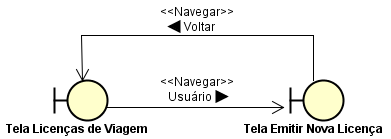 <<Navegar>>
◀ Voltar
<<Navegar>>
Usuário ▶
Tela Licenças de Viagem
Tela Emitir Nova Licença